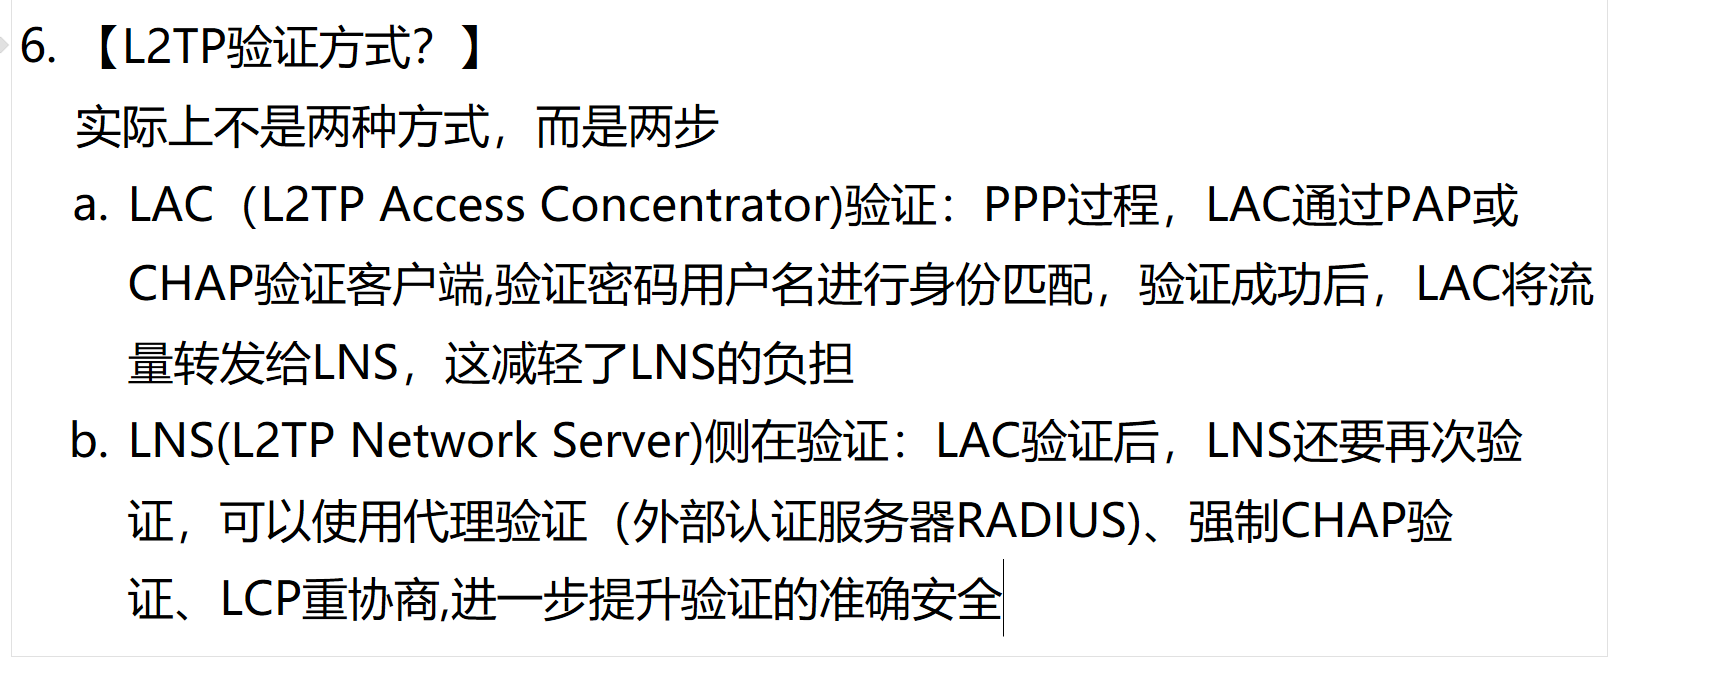 6. 【L2TP验证方式？】
实际上不是两种方式，而是两步
a. LAC（L2TP Access Concentrator)验证：PPP过程，LAC通过PAP或
CHAP验证客户端,验证密码用户名进行身份匹配，验证成功后，LAC将流
量转发给LNS，这减轻了LNS的负担
b. LNS(L2TP Network Server)侧在验证：LAC验证后，LNS还要再次验
证，可以使用代理验证（外部认证服务器RADIUS)、强制CHAP验
证、LCP重协商,进一步提升验证的准确安全